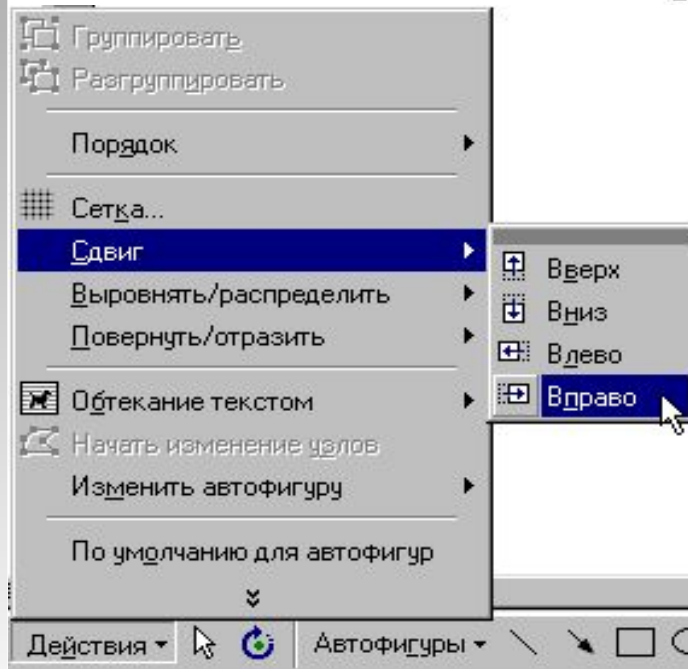 Группировать
Разгруппировать
Порядок
Сетка...
Сдвиг
Выровнять/распределить
Повернуть/отразить
Обтекание текстом
Начать изменение узлов
Изменить автофигуру
По умолчанию для автофигур
Вверх
Вниз
Влево
Вправо
Действия
Автофигуры